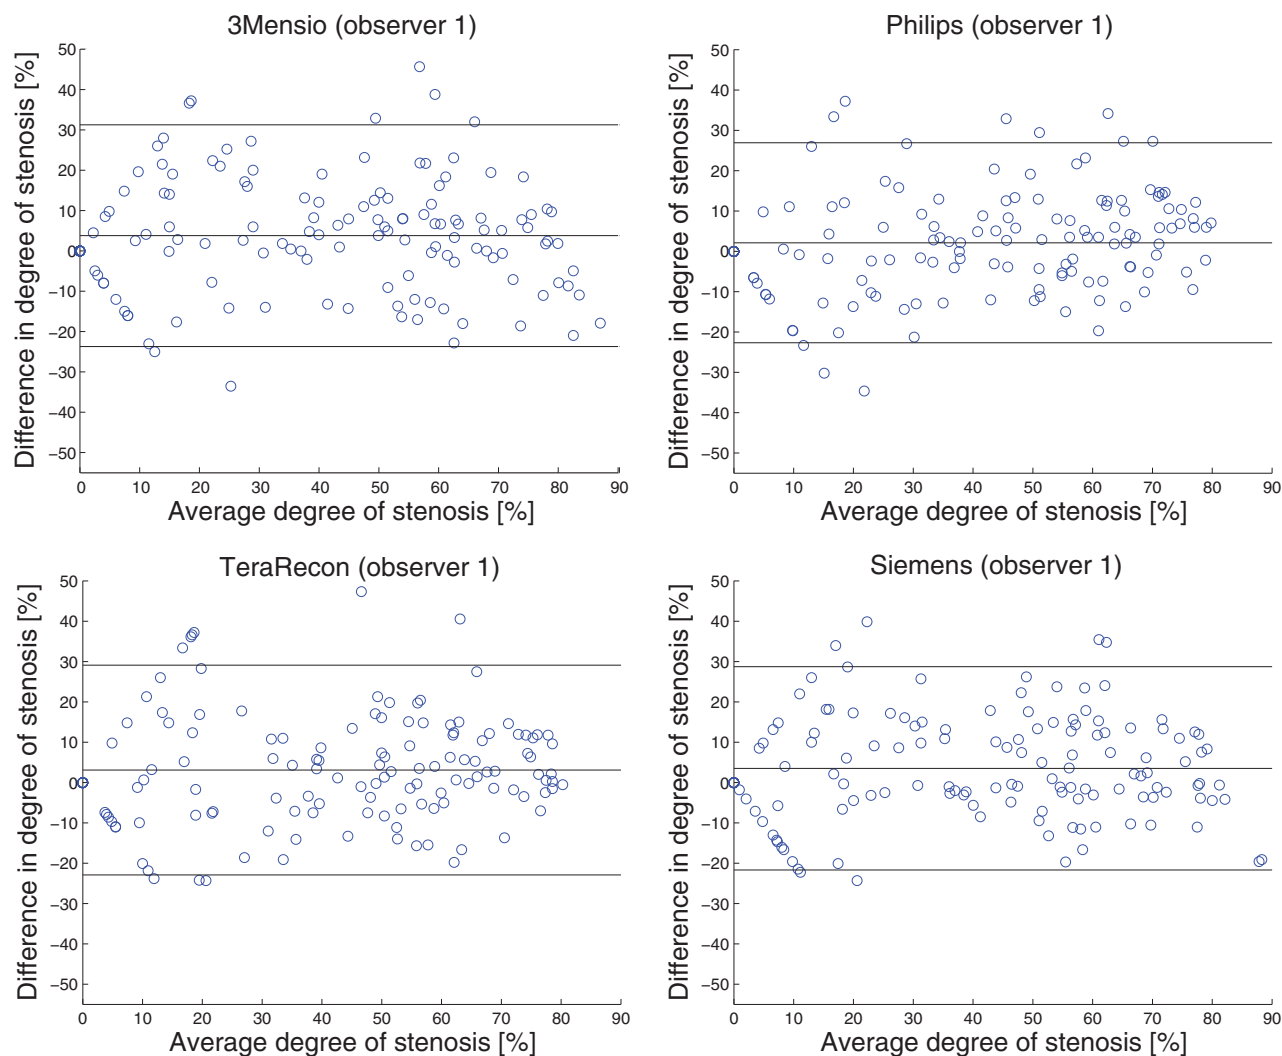 3Mensio (observer 1)
Difference in degree of stenosis [%]
50
40
30
20
10
0
−10
−20
−30
−40
−50
0 10 20 30 40 50 60 70 80 90
Average degree of stenosis [%]
Philips (observer 1)
Difference in degree of stenosis [%]
50
40
30
20
10
0
−10
−20
−30
−40
−50
0 10 20 30 40 50 60 70 80 90
Average degree of stenosis [%]
TeraRecon (observer 1)
Difference in degree of stenosis [%]
50
40
30
20
10
0
−10
−20
−30
−40
−50
0 10 20 30 40 50 60 70 80 90
Average degree of stenosis [%]
Siemens (observer 1)
Difference in degree of stenosis [%]
50
40
30
20
10
0
−10
−20
−30
−40
−50
0 10 20 30 40 50 60 70 80 90
Average degree of stenosis [%]